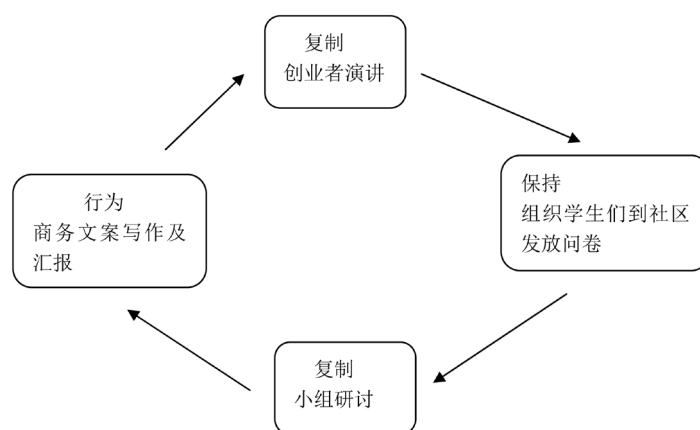 复制
创业者演讲
保持
组织学生们到社区
发放问卷
复制
小组研讨
行为
商务文案写作及
汇报